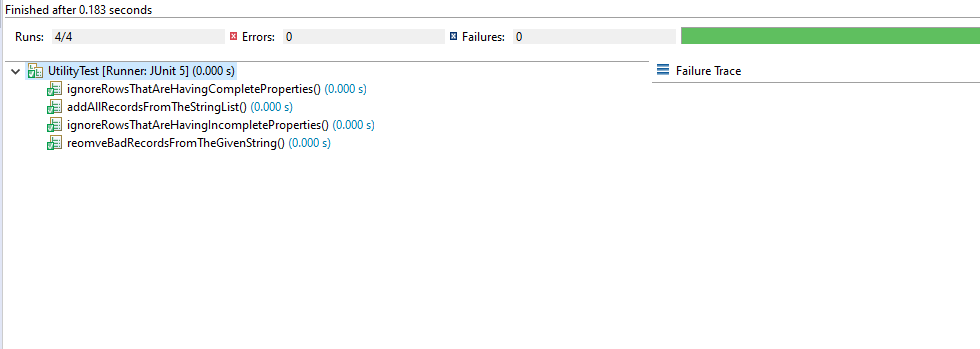 Finished after 0.183 seconds
Runs: 4/4 Errors: 0 Failures: 0
UtilityTest [Runner: JUnit 5] (0.000 s)
Failure Trace
ignoreRowsThatAreHavingCompleteProperties() (0.000 s)
addAllRecordsFromTheStringList() (0.000 s)
ignoreRowsThatAreHavingIncompleteProperties() (0.000 s)
reomveBadRecordsFromTheGivenString() (0.000 s)